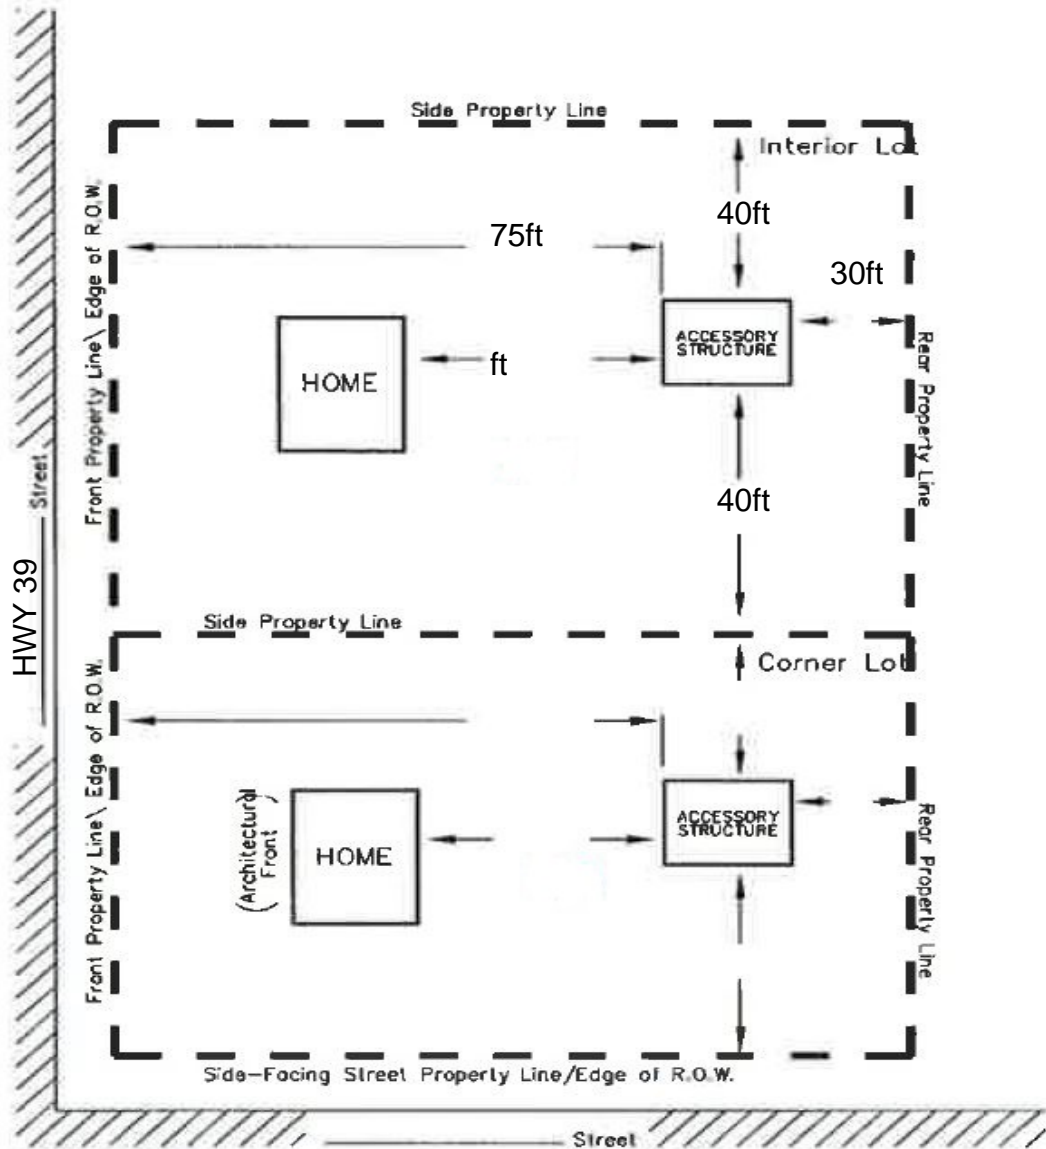 Side Property Line
Interior Lot
40ft
75ft
30ft
Front Property Line\ Edge of R.O.W.
ACCESSORY
STRUCTURE
Rear Property Line
HOME
ft
Street
40ft
HWY 39
Side Property Line
Corner Lot
Front Property Line\ Edge of R.O.W.
(Architectural
Front)
HOME
ACCESSORY
STRUCTURE
Rear Property Line
Side-Facing Street Property Line/Edge of R.O.W.
Street